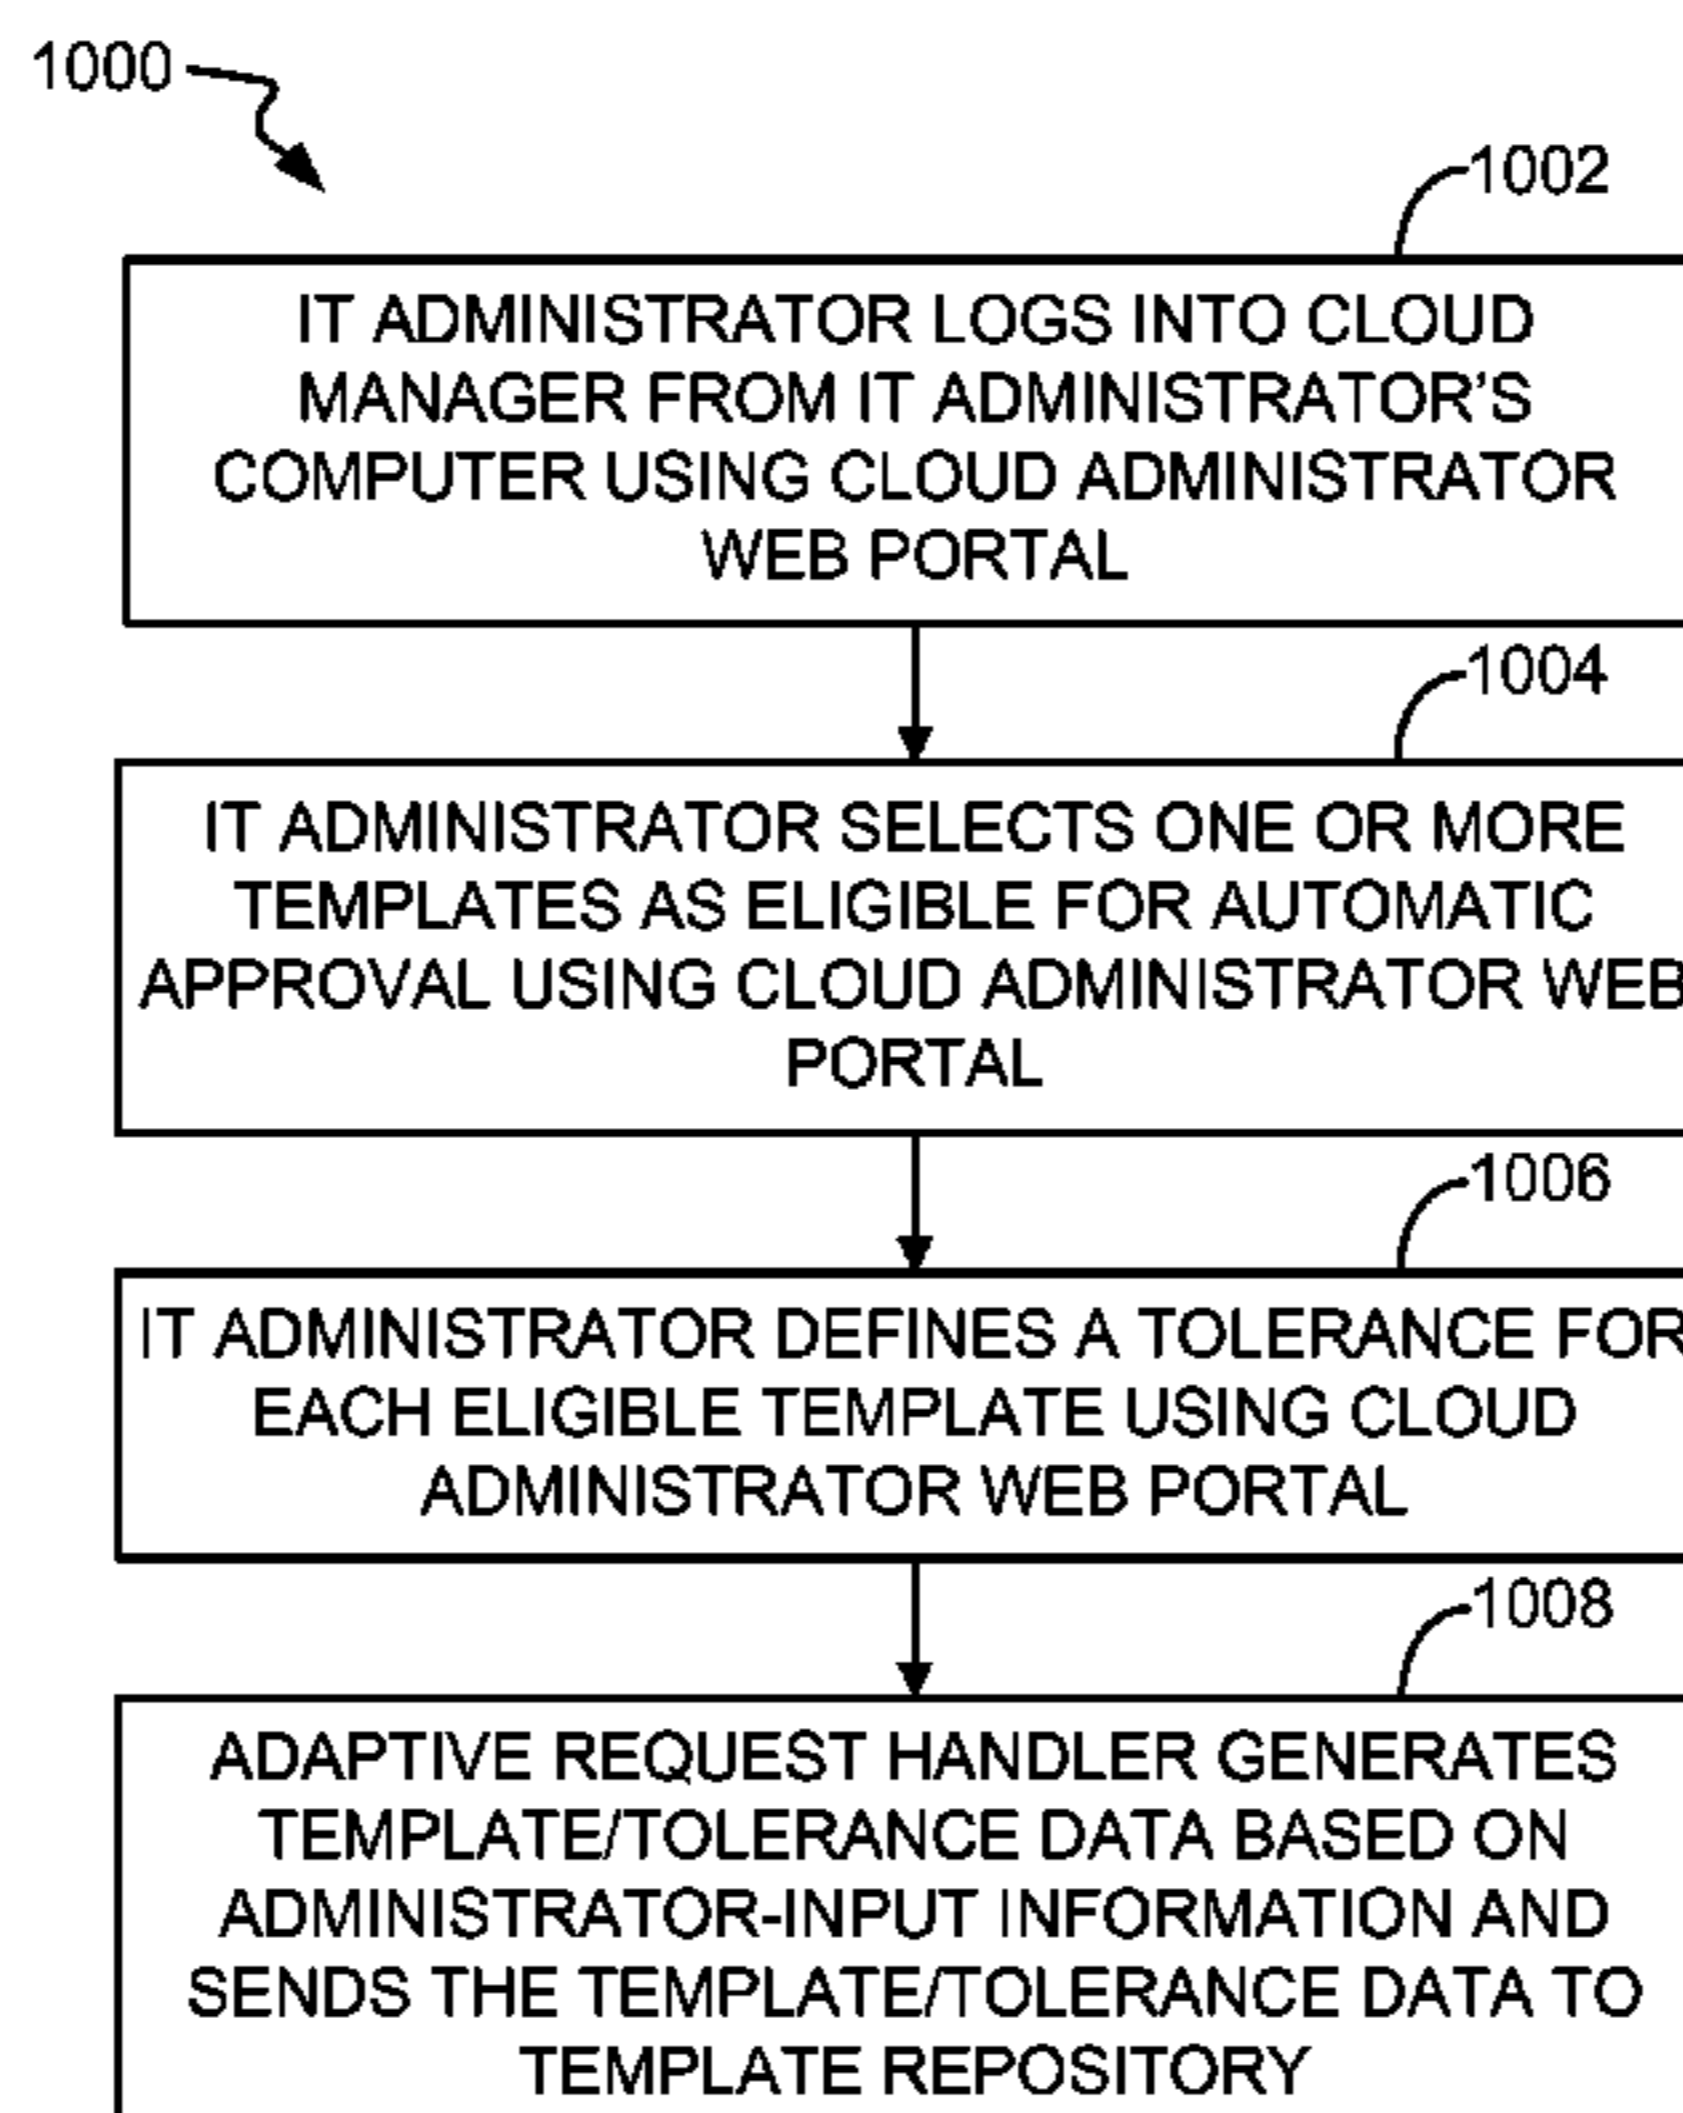 1000
1002
IT ADMINISTRATOR LOGS INTO CLOUD
MANAGER FROM IT ADMINISTRATOR'S
COMPUTER USING CLOUD ADMINISTRATOR
WEB PORTAL
1004
IT ADMINISTRATOR SELECTS ONE OR MORE
TEMPLATES AS ELIGIBLE FOR AUTOMATIC
APPROVAL USING CLOUD ADMINISTRATOR WEB
PORTAL
1006
IT ADMINISTRATOR DEFINES A TOLERANCE FOR
EACH ELIGIBLE TEMPLATE USING CLOUD
ADMINISTRATOR WEB PORTAL
1008
ADAPTIVE REQUEST HANDLER GENERATES
TEMPLATE/TOLERANCE DATA BASED ON
ADMINISTRATOR-INPUT INFORMATION AND
SENDS THE TEMPLATE/TOLERANCE DATA TO
TEMPLATE REPOSITORY